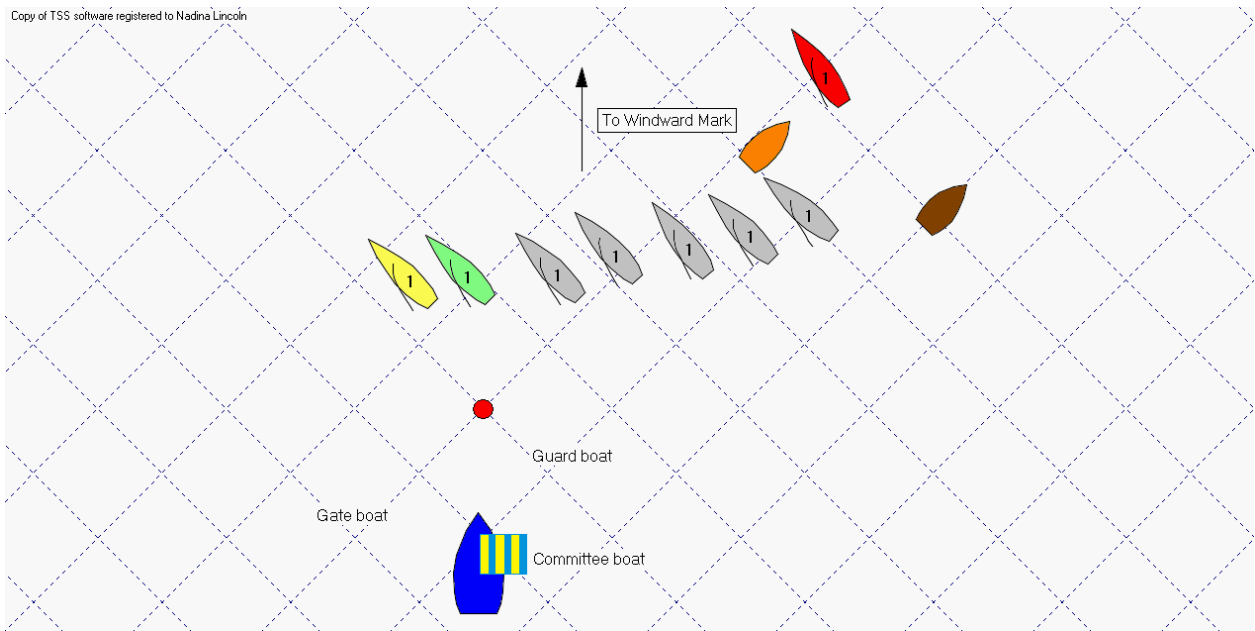 Copy of TSS software registered to Nadina Lincoln
1
To Windward Mark
1
1
1
1
1
1
1
Guard boat
Gate boat
Committee boat